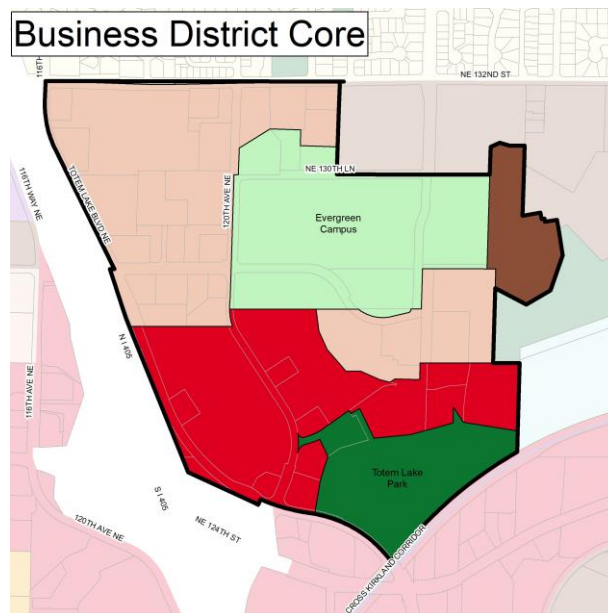 Business District Core
116TH
NE 132ND ST
116TH WAY NE
TOTEM LAKE BLVD NE
120TH AVE NE
NE 130TH LN
Evergreen
Campus
N I 405
116TH AVE NE
S I 405
NE 124TH ST
120TH AVE NE
Totem Lake
Park
CROSS KIRKLAND CORRIDOR